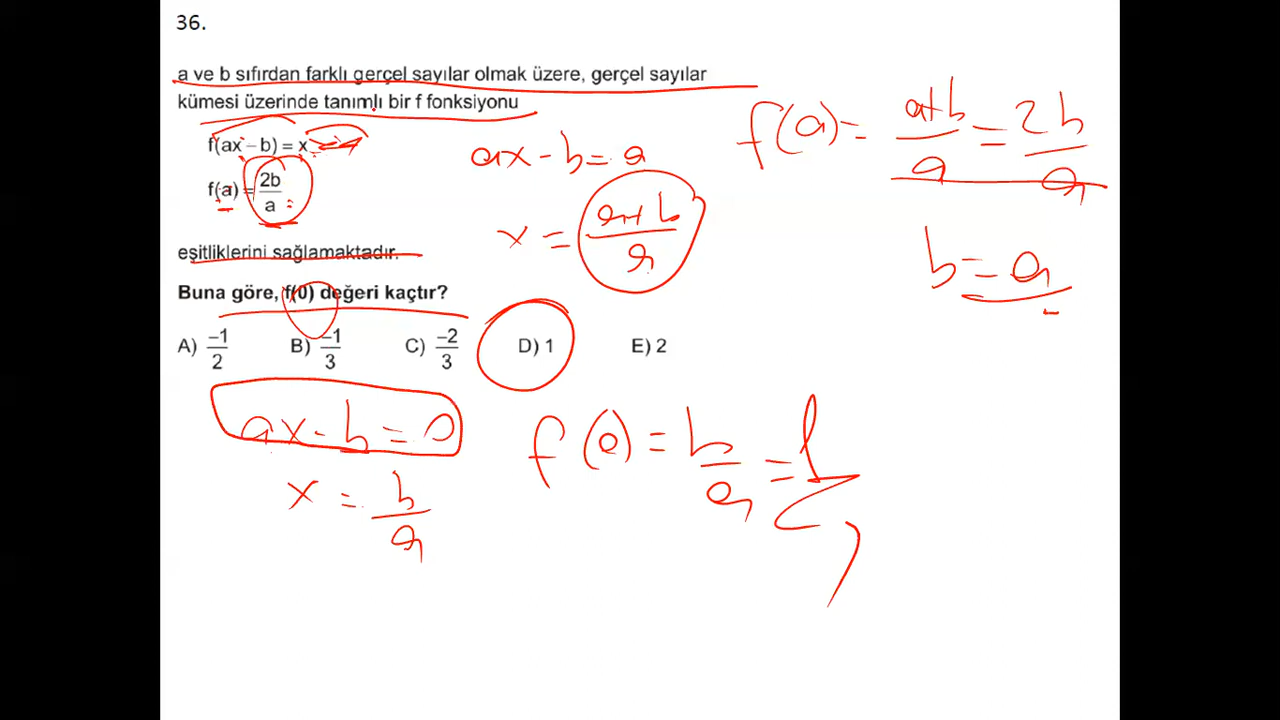 36.
a ve b sıfırdan farklı gerçel sayılar olmak üzere, gerçel sayılar
kümesi üzerinde tanımlı bir f fonksiyonu
f(ax – b) = x
f(a) = 2b/a
eşitliklerini sağlamaktadır.
Buna göre, f(0) değeri kaçtır?
A) –1/2 B) –1/3 C) –2/3 D) 1 E) 2
ax - b = a
x = a+b/a
f(a) = a+b/a = 2b/a
b = a
ax - b = 0
x = b/a
f(0) = b/a = 1